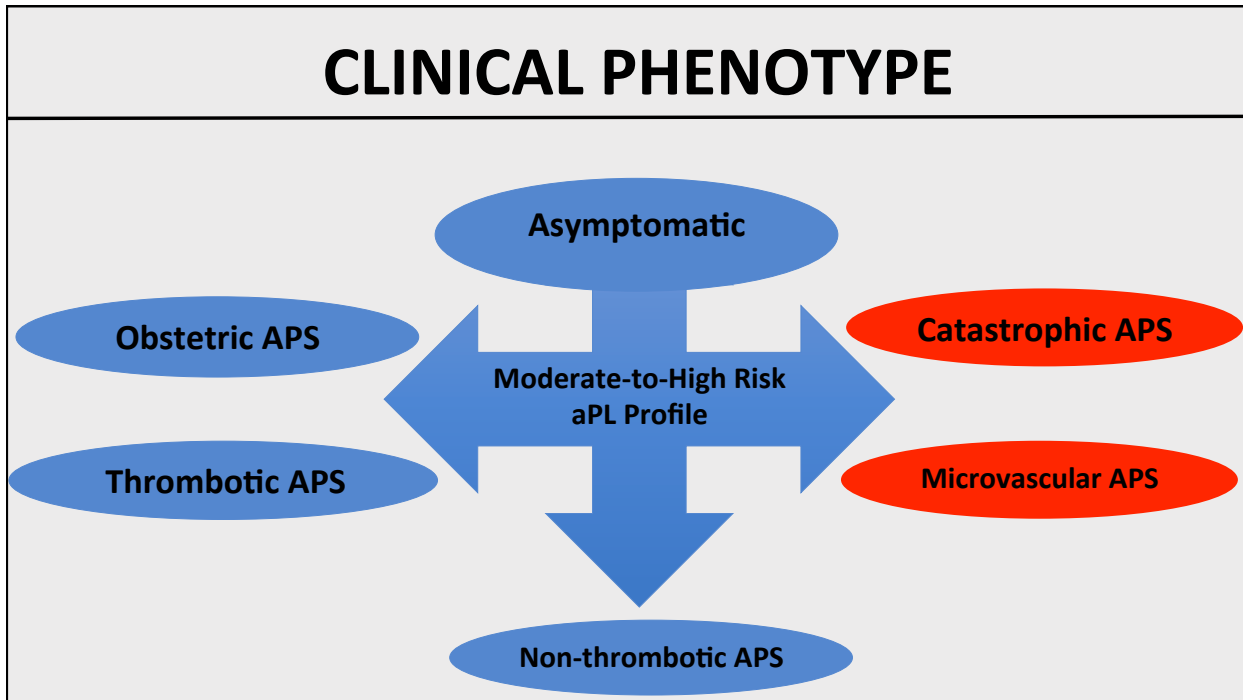 CLINICAL PHENOTYPE
Asymptomatic
Obstetric APS
Catastrophic APS
Moderate-to-High Risk
aPL Profile
Thrombotic APS
Microvascular APS
Non-thrombotic APS